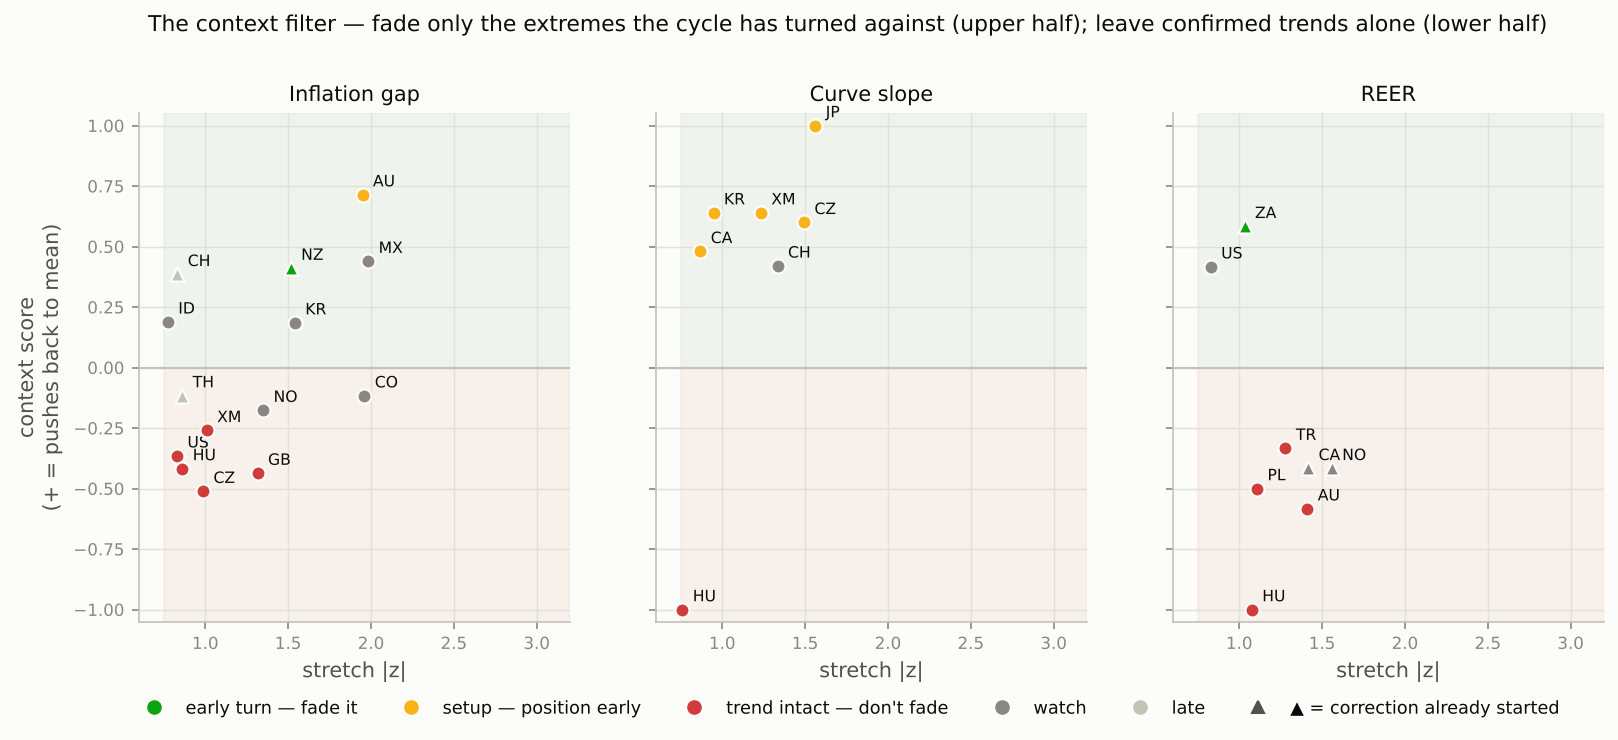 The context filter — fade only the extremes the cycle has turned against (upper half); leave confirmed trends alone (lower half)
Inflation gap
Curve slope
REER
context score
(+ = pushes back to mean)
1.00
0.75
0.50
0.25
0.00
−0.25
−0.50
−0.75
−1.00
AU
MX
NZ
CH
ID
KR
TH
CO
NO
XM
US
HU
GB
CZ
1.0 1.5 2.0 2.5 3.0
stretch |z|
JP
KR
XM
CZ
CA
CH
HU
1.0 1.5 2.0 2.5 3.0
stretch |z|
ZA
US
TR
CA
NO
PL
AU
HU
1.0 1.5 2.0 2.5 3.0
stretch |z|
early turn — fade it
setup — position early
trend intact — don't fade
watch
late
▲ = correction already started